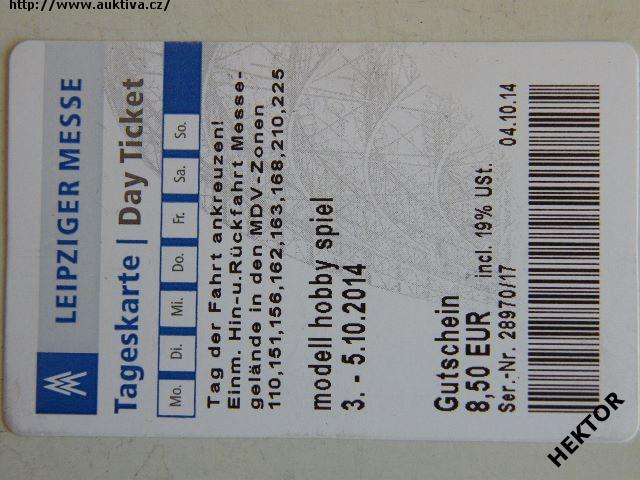 http://www.auktiva.cz/
LEIPZIGER MESSE
Tageskarte | Day Ticket
Mo. Di. Mi. Do. Fr. Sa. So.
Tag der Fahrt ankreuzen!
Einm. Hin-u.Rückfahrt Messe-
gelände in den MDV-Zonen
110,151,156,162,163,168,210,225
modell hobby spiel
3. - 5.10.2014
Gutschein
8,50 EUR incl. 19% USt.
Ser.-Nr. 28970/17 04.10.14
HEKTOR